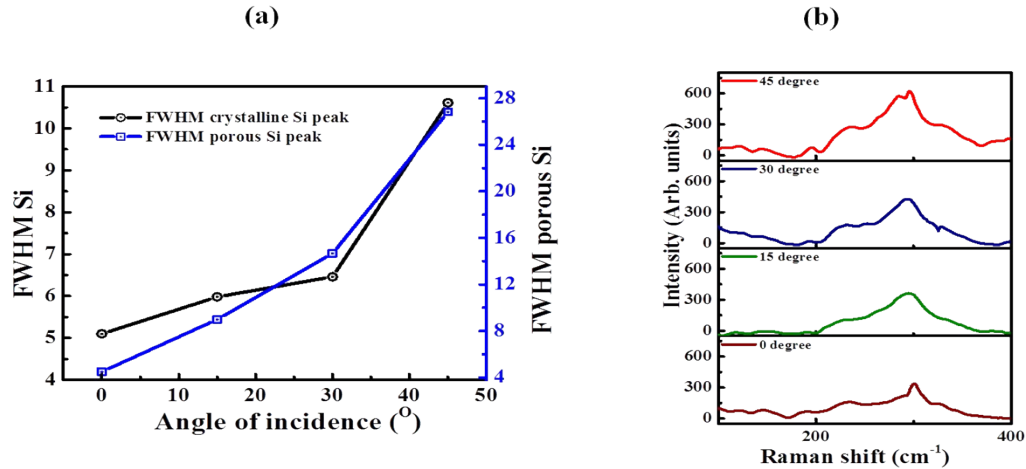 (a)
(b)
FWHM Si
11
10
9
8
7
6
5
4
FWHM crystalline Si peak
FWHM porous Si peak
28
24
20
16
12
8
4
FWHM porous Si
0
10
20
30
40
50
Angle of incidence (O)
Intensity (Arb. units)
45 degree
600
300
0
30 degree
600
300
0
15 degree
600
300
0
0 degree
600
300
0
200
400
Raman shift (cm-1)